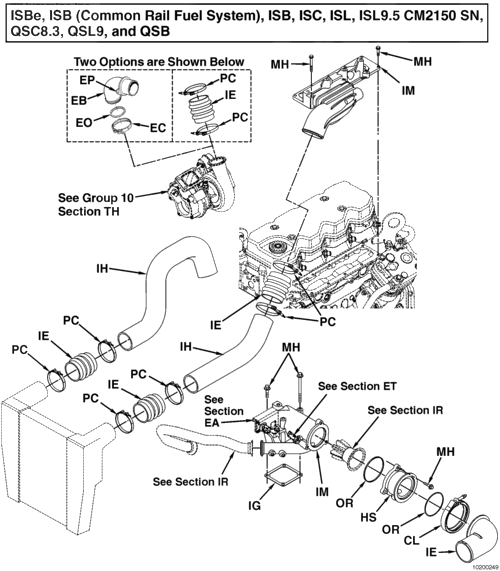 ISBe, ISB (Common Rail Fuel System), ISB, ISC, ISL, ISL9.5 CM2150 SN,
QSC8.3, QSL9, and QSB
Two Options are Shown Below
EP
EB
EO
EC
PC
IE
PC
MH
MH
IM
See Group 10
Section TH
IH
IE
PC
PC
IE
PC
IH
IE
PC
PC
MH
See
Section
EA
See Section ET
See Section IR
See Section IR
IG
IM
OR
HS
MH
OR
CL
IE
10200249